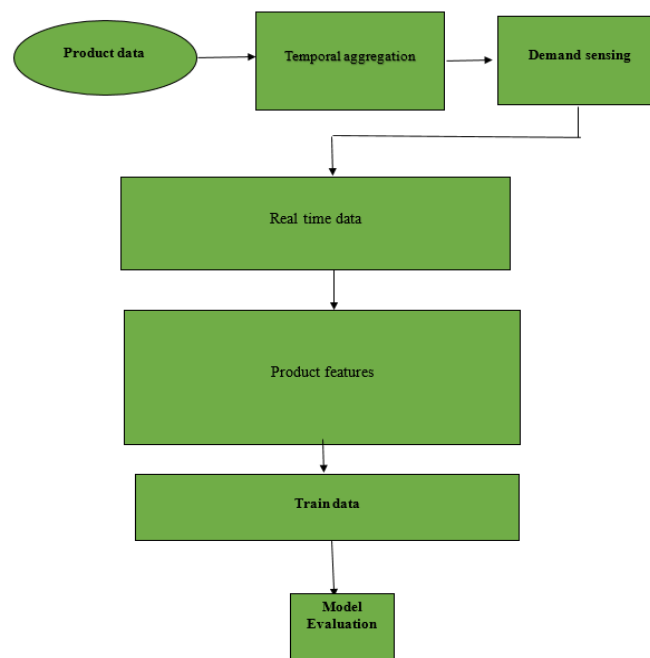 Product data
Temporal aggregation
Demand sensing
Real time data
Product features
Train data
Model
Evaluation